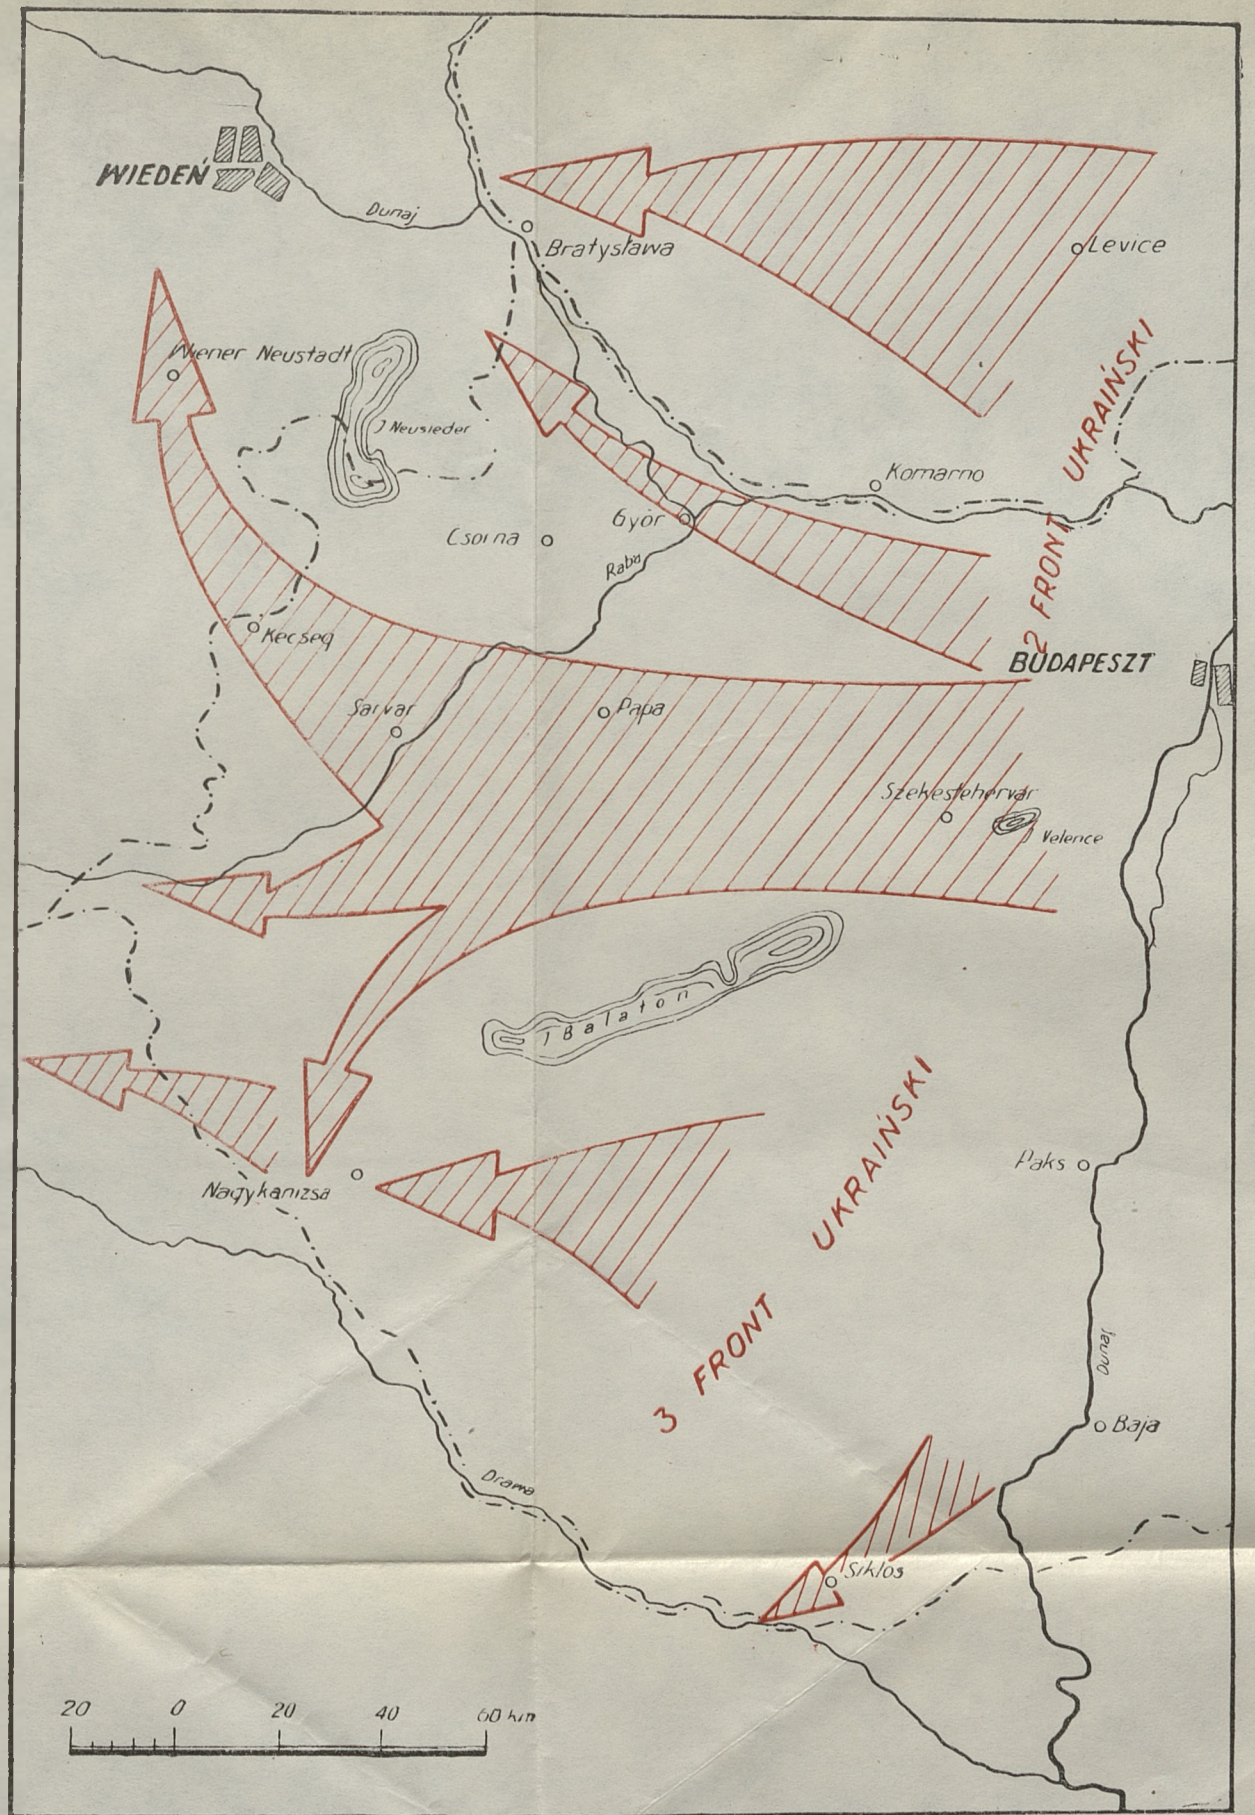 WIEDEŃ
Dunaj
Bratysława
Levice
Wiener Neustadt
J Neusieder
UKRAIŃSKI
Komarno
Györ
Csorna
Raba
2 FRONT
Kecseg
BUDAPESZT
Sarvar
Papa
Szekestehervar
J Velence
J Balaton
UKRAIŃSKI
Paks
Nagykanizsa
3 FRONT
Dunaj
Baja
Drawa
Siklos
20 0 20 40 60 km